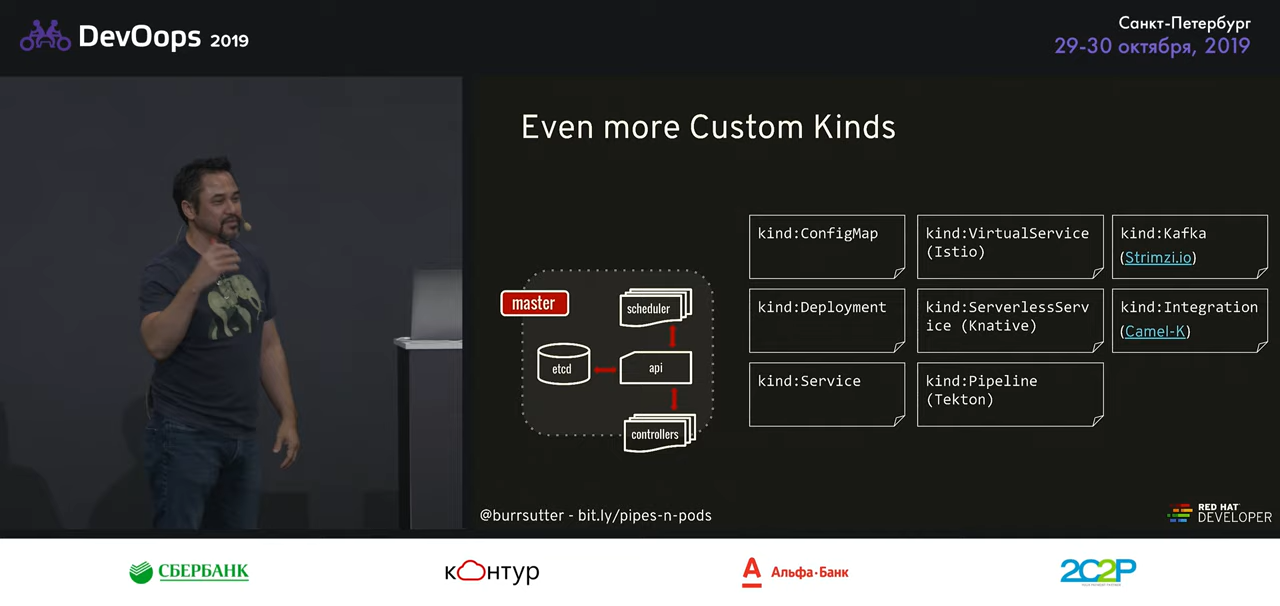 DevOops 2019
Санкт-Петербург
29-30 октября, 2019
Even more Custom Kinds
master
scheduler
etcd
api
controllers
kind:ConfigMap
kind:VirtualService
(Istio)
kind:Kafka
(Strimzi.io)
kind:Deployment
kind:ServerlessServ
ice (Knative)
kind:Integration
(Camel-K)
kind:Service
kind:Pipeline
(Tekton)
@burrsutter - bit.ly/pipes-n-pods
RED HAT
DEVELOPER
СБЕРБАНК
контур
Альфа·Банк
2C2P